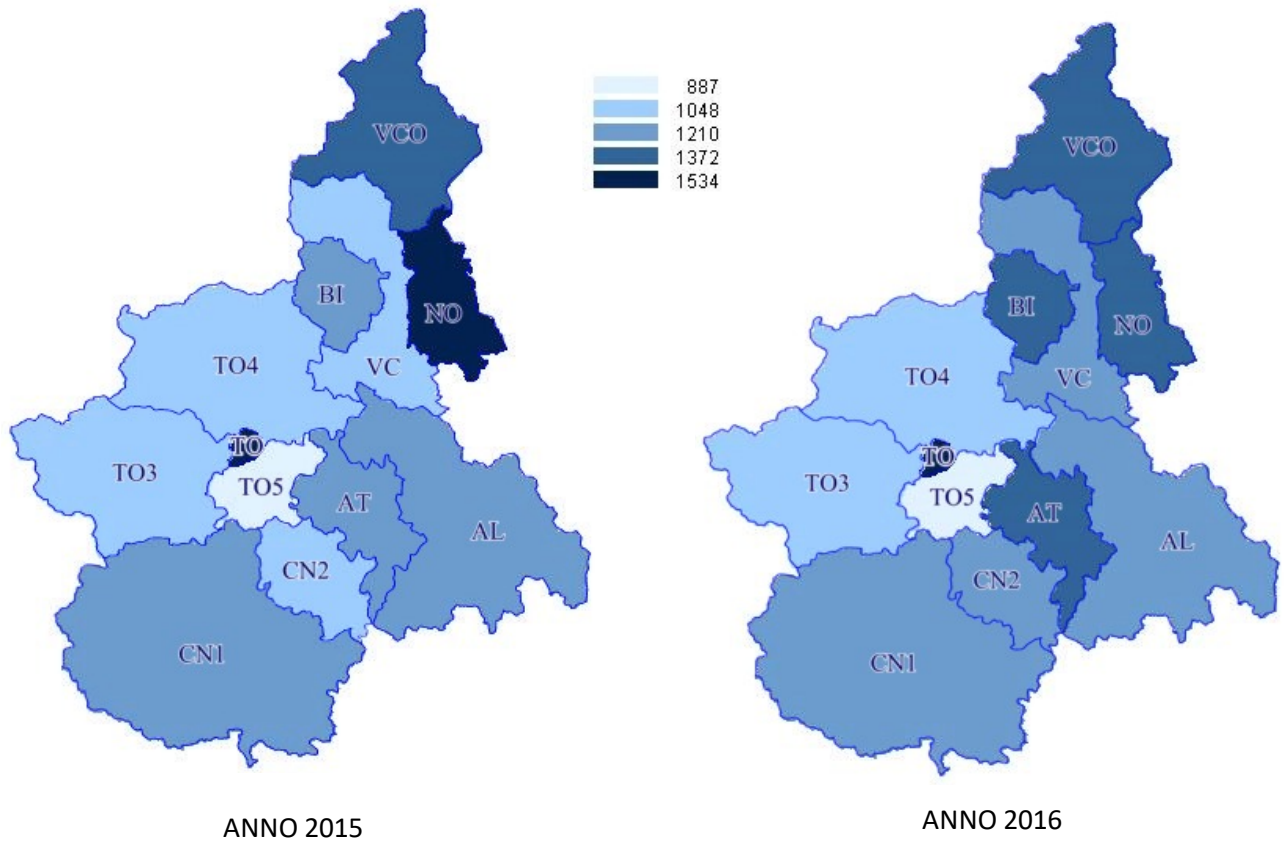 VCO
BI
NO
TO4
VC
TO
TO3
TO5
AT
AL
CN2
CN1
ANNO 2015
887
1048
1210
1372
1534
VCO
BI
NO
TO4
VC
TO
TO3
TO5
AT
AL
CN2
CN1
ANNO 2016